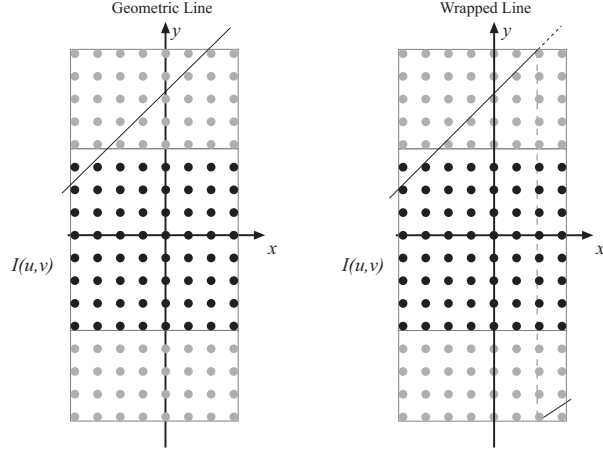 Geometric Line
y
x
I(u,v)
Wrapped Line
y
x
I(u,v)